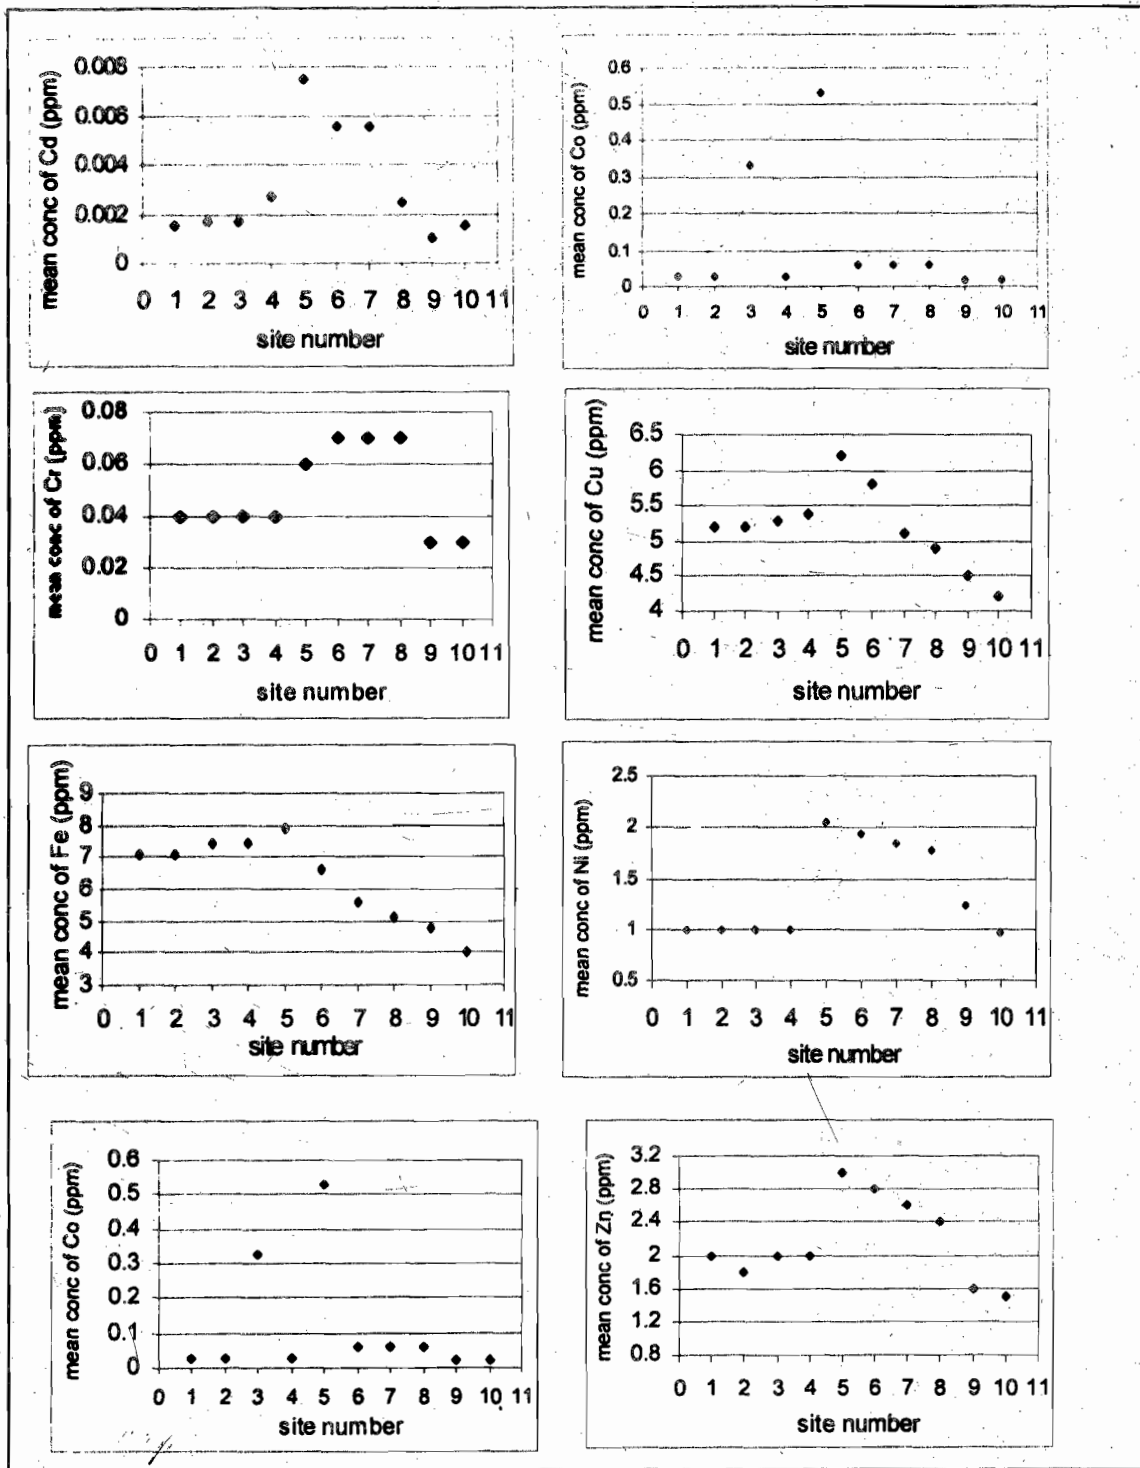 mean conc of Cd (ppm)
0.008
0.006
0.004
0.002
0
0 1 2 3 4 5 6 7 8 9 10 11
site number
mean conc of Co (ppm)
0.6
0.5
0.4
0.3
0.2
0.1
0
0 1 2 3 4 5 6 7 8 9 10 11
site number
mean conc of Cr (ppm)
0.08
0.06
0.04
0.02
0
0 1 2 3 4 5 6 7 8 9 10 11
site number
mean conc of Cu (ppm)
6.5
6
5.5
5
4.5
4
0 1 2 3 4 5 6 7 8 9 10 11
site number
mean conc of Fe (ppm)
9
8
7
6
5
4
3
0 1 2 3 4 5 6 7 8 9 10 11
site number
mean conc of Ni (ppm)
2.5
2
1.5
1
0.5
0 1 2 3 4 5 6 7 8 9 10 11
site number
mean conc of Co (ppm)
0.6
0.5
0.4
0.3
0.2
0.1
0
0 1 2 3 4 5 6 7 8 9 10 11
site number
mean conc of Zn (ppm)
3.2
2.8
2.4
2
1.6
1.2
0.8
0 1 2 3 4 5 6 7 8 9 10 11
site number